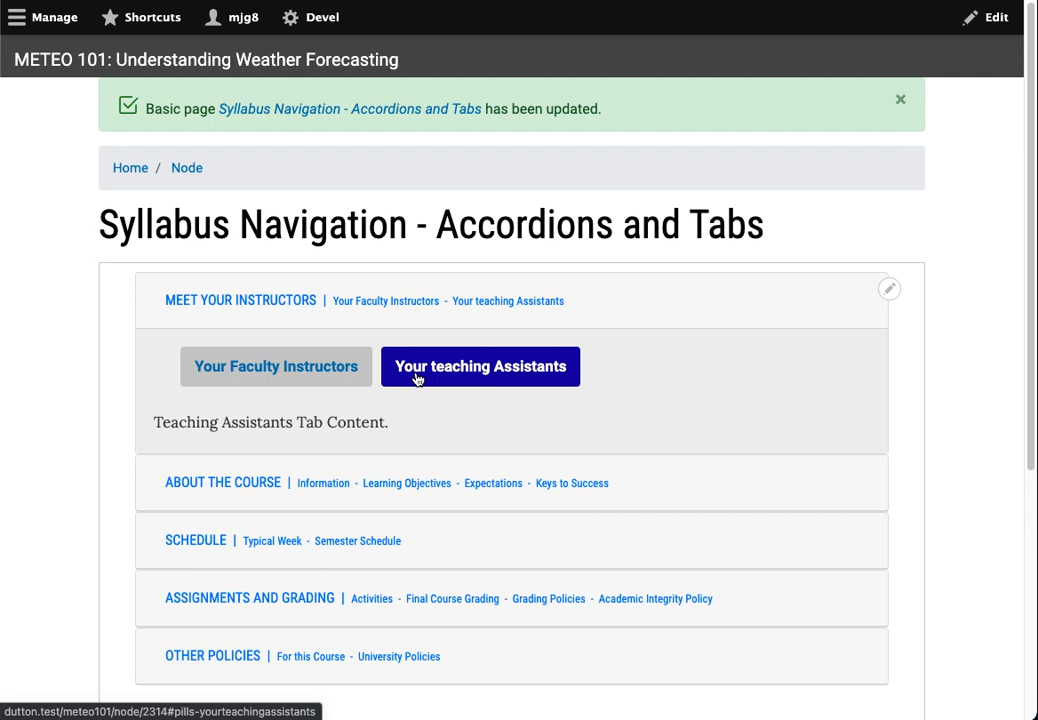 Manage Shortcuts mjg8 Devel Edit
METEO 101: Understanding Weather Forecasting
Basic page Syllabus Navigation - Accordions and Tabs has been updated. ×
Home / Node
Syllabus Navigation - Accordions and Tabs
MEET YOUR INSTRUCTORS | Your Faculty Instructors - Your teaching Assistants
Your Faculty Instructors Your teaching Assistants
Teaching Assistants Tab Content.
ABOUT THE COURSE | Information - Learning Objectives - Expectations - Keys to Success
SCHEDULE | Typical Week - Semester Schedule
ASSIGNMENTS AND GRADING | Activities - Final Course Grading - Grading Policies - Academic Integrity Policy
OTHER POLICIES | For this Course - University Policies
dutton.test/meteo101/node/2314#pills-yourteachingassistants